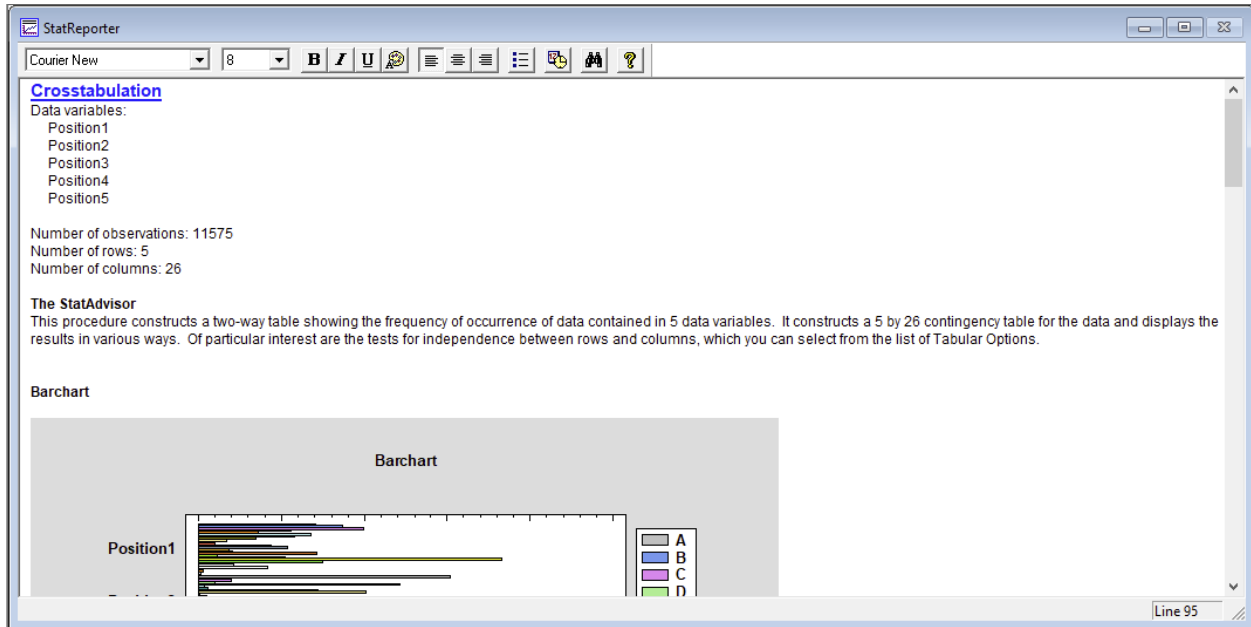 StatReporter
Courier New
8
B I U
Crosstabulation
Data variables:
Position1
Position2
Position3
Position4
Position5
Number of observations: 11575
Number of rows: 5
Number of columns: 26
The StatAdvisor
This procedure constructs a two-way table showing the frequency of occurrence of data contained in 5 data variables.  It constructs a 5 by 26 contingency table for the data and displays the
results in various ways.  Of particular interest are the tests for independence between rows and columns, which you can select from the list of Tabular Options.
Barchart
Barchart
Position1
A
B
C
D
Line 95